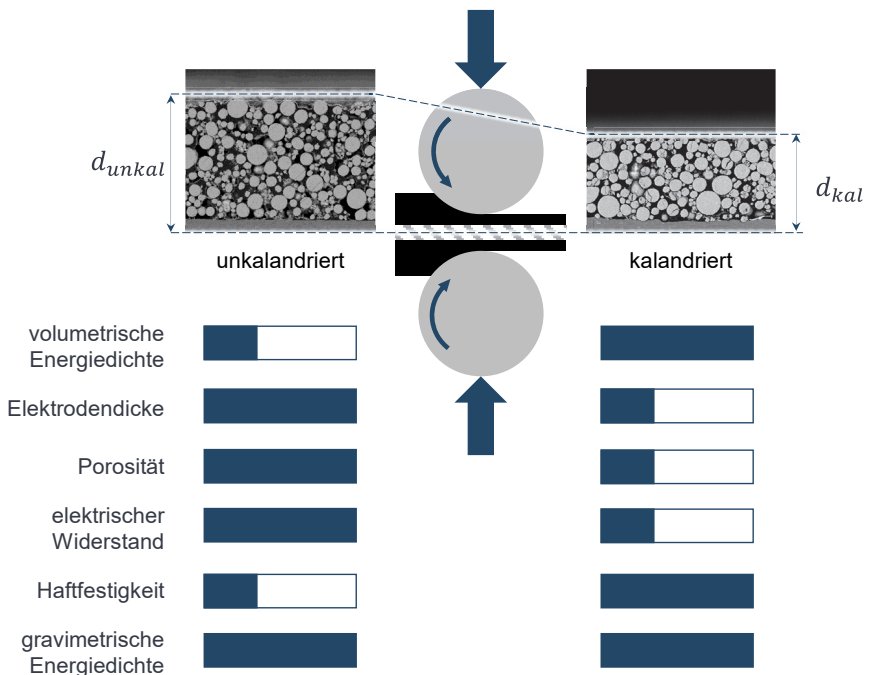 d_unkal
d_kal
unkalandriert
kalandriert
volumetrische
Energiedichte
Elektrodendicke
Porosität
elektrischer
Widerstand
Haftfestigkeit
gravimetrische
Energiedichte